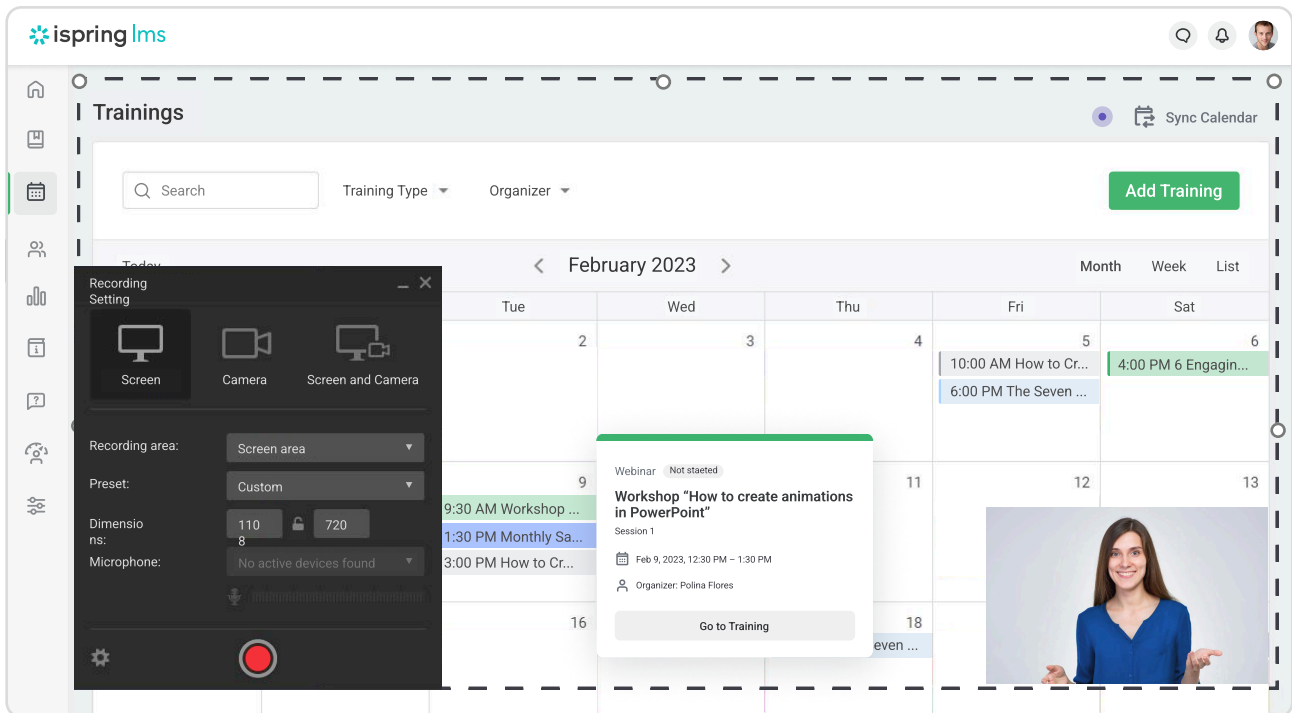 ispring lms
Trainings
Sync Calendar
Search
Training Type
Organizer
Add Training
Today
February 2023
Month
Week
List
Tue
Wed
Thu
Fri
Sat
2
3
4
5
6
10:00 AM How to Cr...
4:00 PM 6 Engagin...
6:00 PM The Seven ...
9
11
12
13
9:30 AM Workshop ...
1:30 PM Monthly Sa...
3:00 PM How to Cr...
16
18
even ...
Recording
Setting
Screen
Camera
Screen and Camera
Recording area:
Screen area
Preset:
Custom
Dimensio
ns:
110
8
720
Microphone:
No active devices found
Webinar
Not staeted
Workshop “How to create animations
in PowerPoint”
Session 1
Feb 9, 2023, 12:30 PM – 1:30 PM
Organizer: Polina Flores
Go to Training